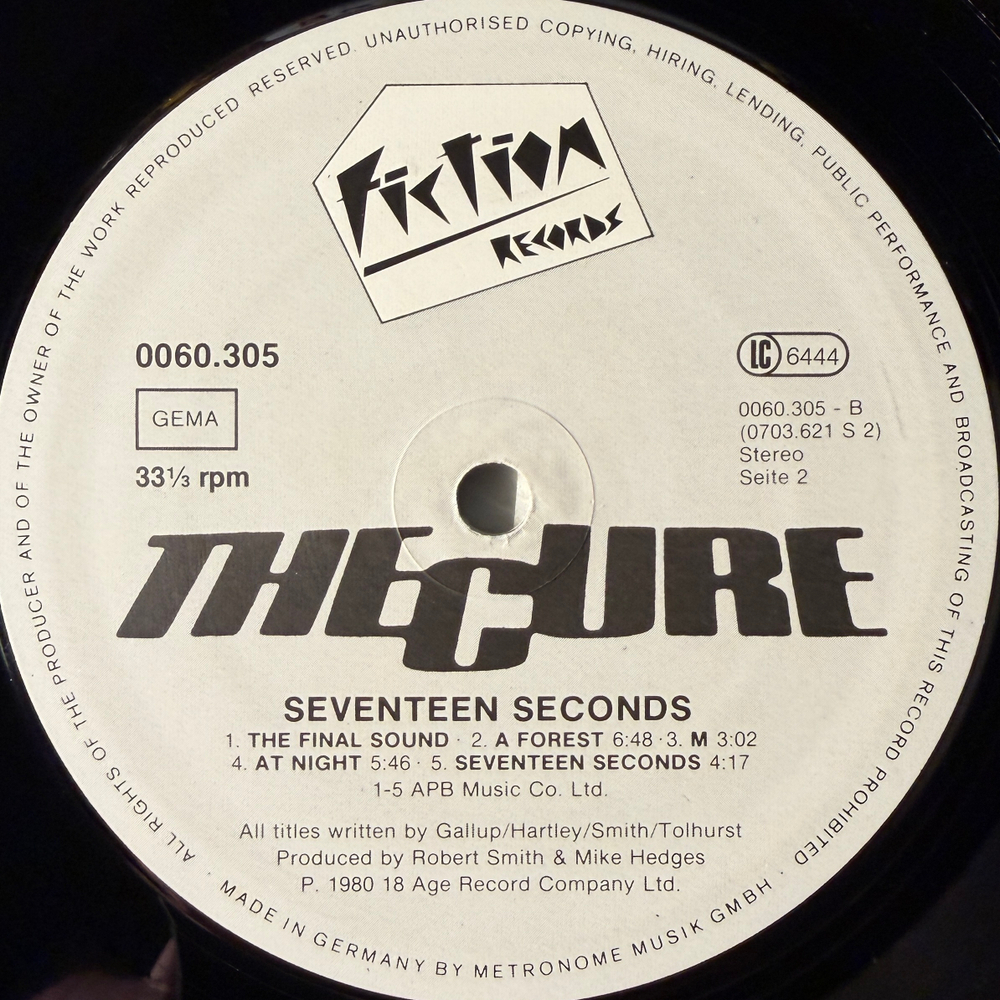 ALL RIGHTS OF THE PRODUCER AND OF THE OWNER OF THE WORK REPRODUCED RESERVED. UNAUTHORISED COPYING, HIRING, LENDING, PUBLIC PERFORMANCE AND BROADCASTING OF THIS RECORD PROHIBITED ·
Fiction
RECORDS
0060.305
GEMA
33⅓ rpm
LC 6444
0060.305 - B
(0703.621 S 2)
Stereo
Seite 2
THE CURE
SEVENTEEN SECONDS
1. THE FINAL SOUND · 2. A FOREST 6:48 · 3. M 3:02
4. AT NIGHT 5:46 · 5. SEVENTEEN SECONDS 4:17
1-5 APB Music Co. Ltd.
All titles written by Gallup/Hartley/Smith/Tolhurst
Produced by Robert Smith & Mike Hedges
P. 1980 18 Age Record Company Ltd.
· MADE IN GERMANY BY METRONOME MUSIK GMBH ·